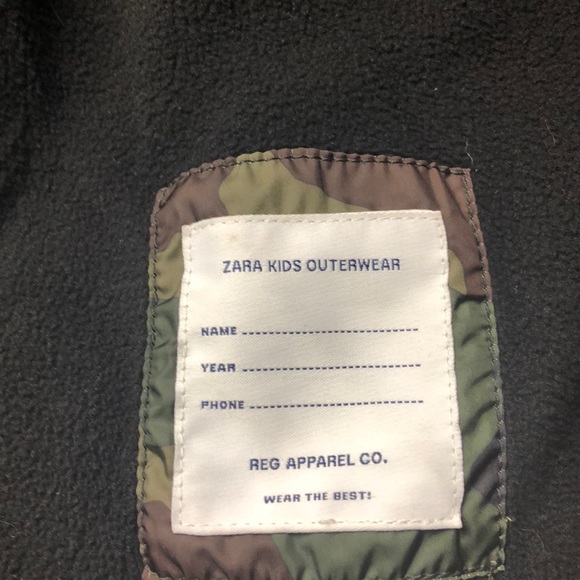 ZARA KIDS OUTERWEAR
NAME
YEAR
PHONE
REG APPAREL CO.
WEAR THE BEST!